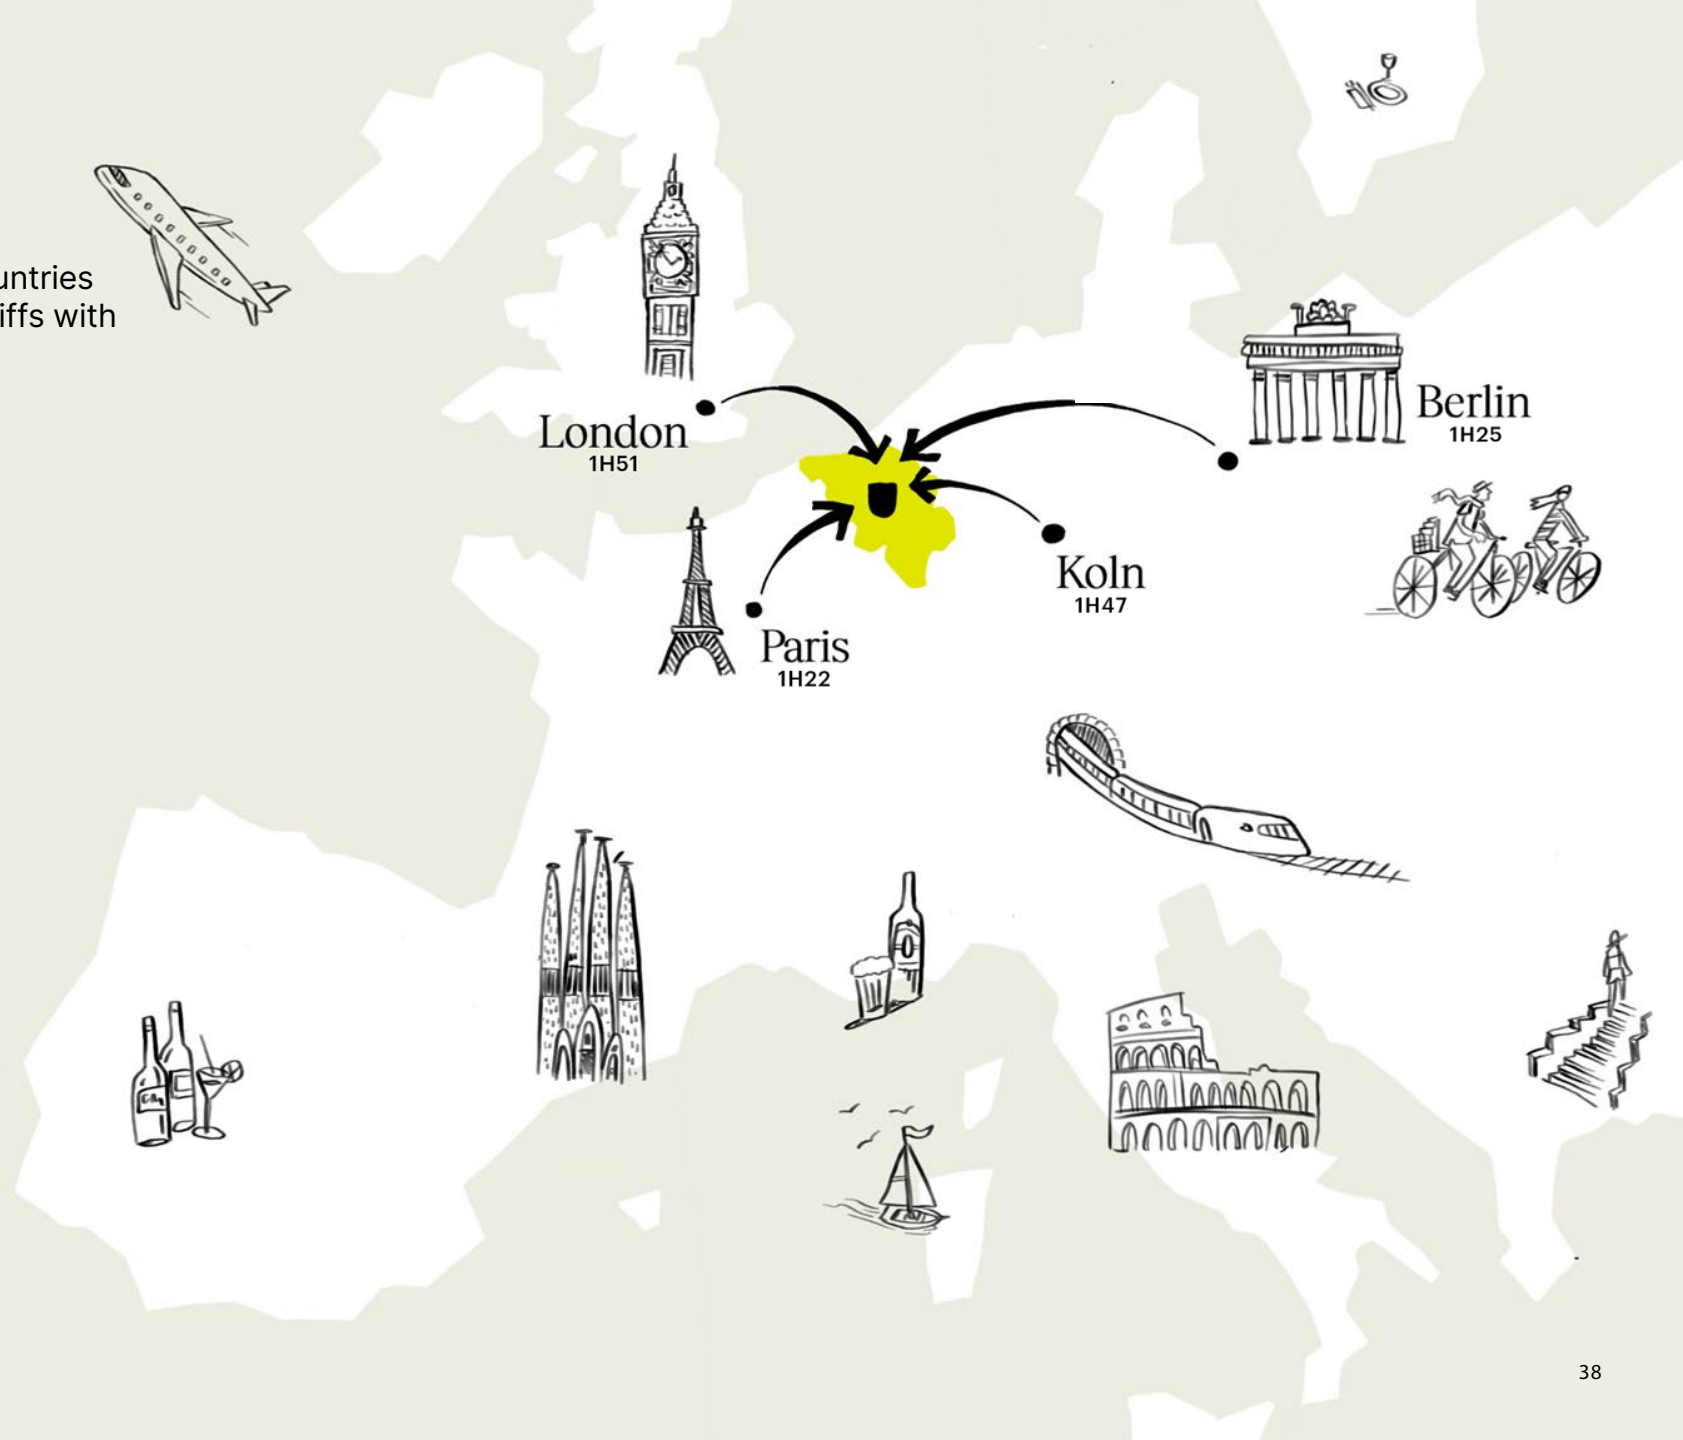 untries
iffs with
London
1H51
Berlin
1H25
Koln
1H47
Paris
1H22
38